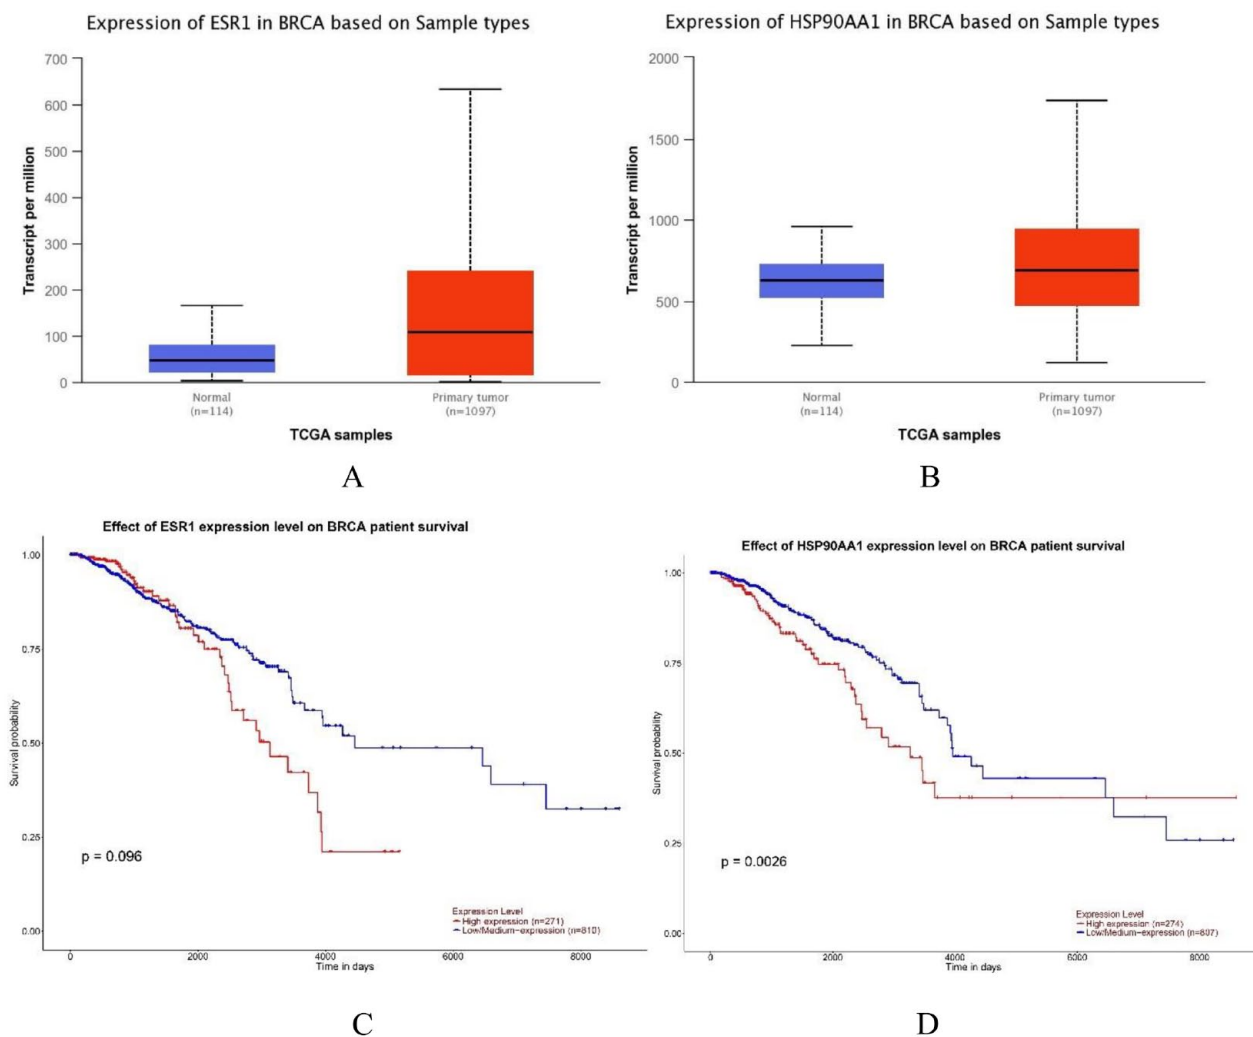 Expression of ESR1 in BRCA based on Sample types
700
600
500
400
300
200
100
0
Transcript per million
Normal
(n=114)
Primary tumor
(n=1097)
TCGA samples
A
Expression of HSP90AA1 in BRCA based on Sample types
2000
1500
1000
500
0
Transcript per million
Normal
(n=114)
Primary tumor
(n=1097)
TCGA samples
B
Effect of ESR1 expression level on BRCA patient survival
1.00
0.75
0.50
0.25
0.00
Survival probability
p = 0.096
Expression Level
High expression (n=271)
Low/Medium-expression (n=810)
0
2000
4000
6000
8000
Time in days
C
Effect of HSP90AA1 expression level on BRCA patient survival
1.00
0.75
0.50
0.25
0.00
Survival probability
p = 0.0026
Expression Level
High expression (n=274)
Low/Medium-expression (n=807)
0
2000
4000
6000
8000
Time in days
D